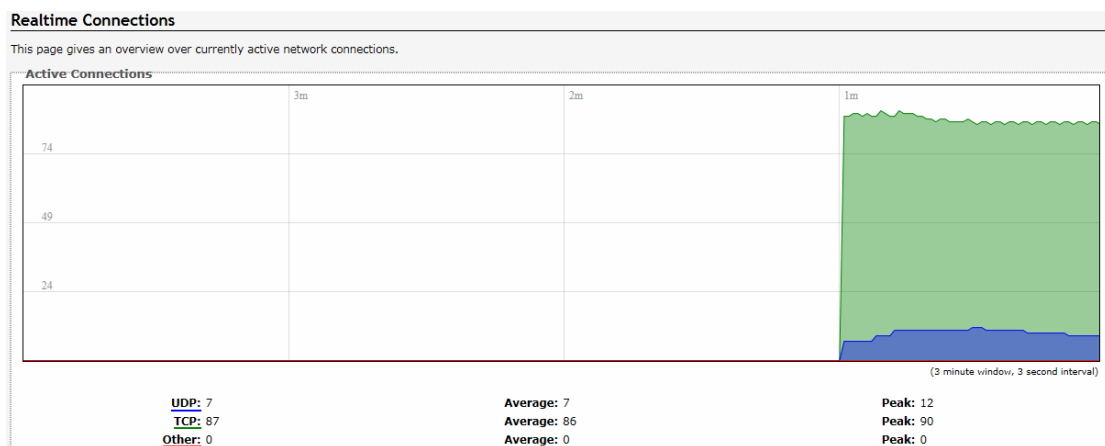 Realtime Connections
This page gives an overview over currently active network connections.
Active Connections
3m 2m 1m
74
49
24
(3 minute window, 3 second interval)
UDP: 7 Average: 7 Peak: 12
TCP: 87 Average: 86 Peak: 90
Other: 0 Average: 0 Peak: 0